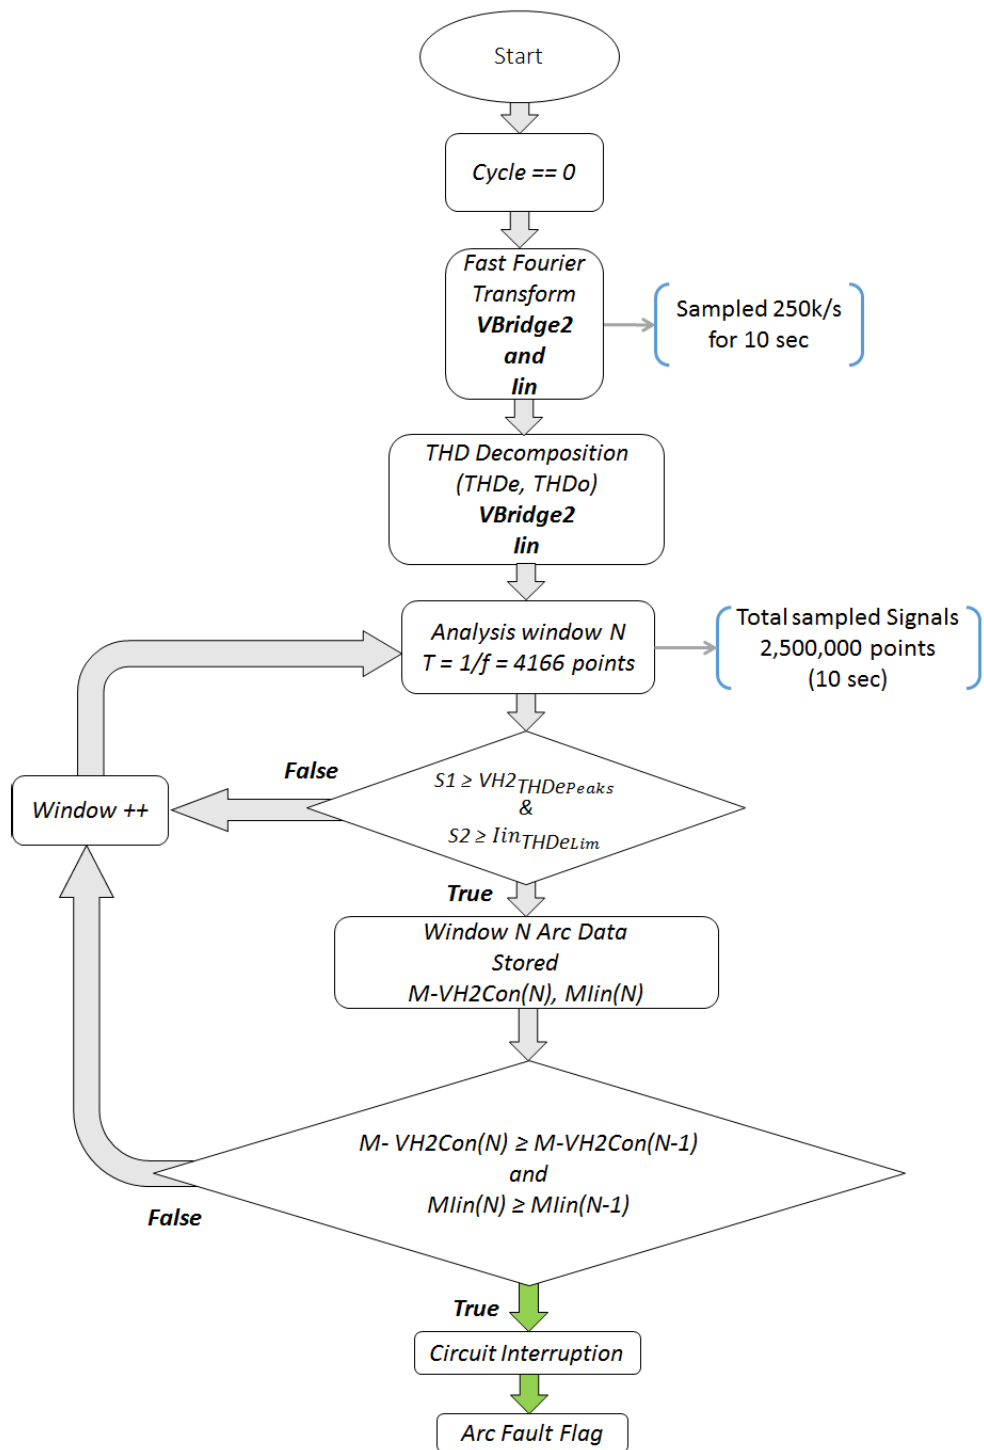 Start
Cycle == 0
Fast Fourier
Transform
VBridge2
and
Iin
Sampled 250k/s
for 10 sec
THD Decomposition
(THDe, THDo)
VBridge2
Iin
Analysis window N
T = 1/f = 4166 points
Total sampled Signals
2,500,000 points
(10 sec)
False
Window ++
S1 ≥ VH2THDePeaks
&
S2 ≥ IinTHDeLim
True
Window N Arc Data
Stored
M-VH2Con(N), MIin(N)
M- VH2Con(N) ≥ M-VH2Con(N-1)
and
MIin(N) ≥ MIin(N-1)
False
True
Circuit Interruption
Arc Fault Flag